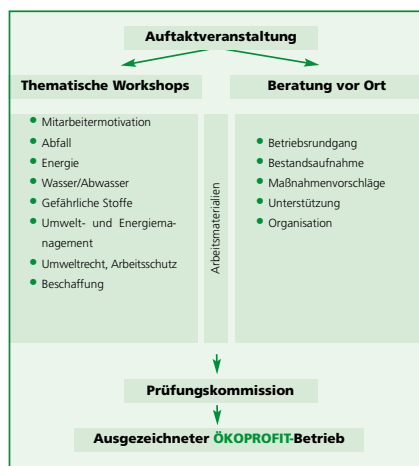 Auftaktveranstaltung
Thematische Workshops
• Mitarbeitermotivation
• Abfall
• Energie
• Wasser/Abwasser
• Gefährliche Stoffe
• Umwelt- und Energiema-
nagement
• Umweltrecht, Arbeitsschutz
• Beschaffung
Arbeitsmaterialien
Beratung vor Ort
• Betriebsrundgang
• Bestandsaufnahme
• Maßnahmenvorschläge
• Unterstützung
• Organisation
Prüfungskommission
Ausgezeichneter ÖKOPROFIT-Betrieb